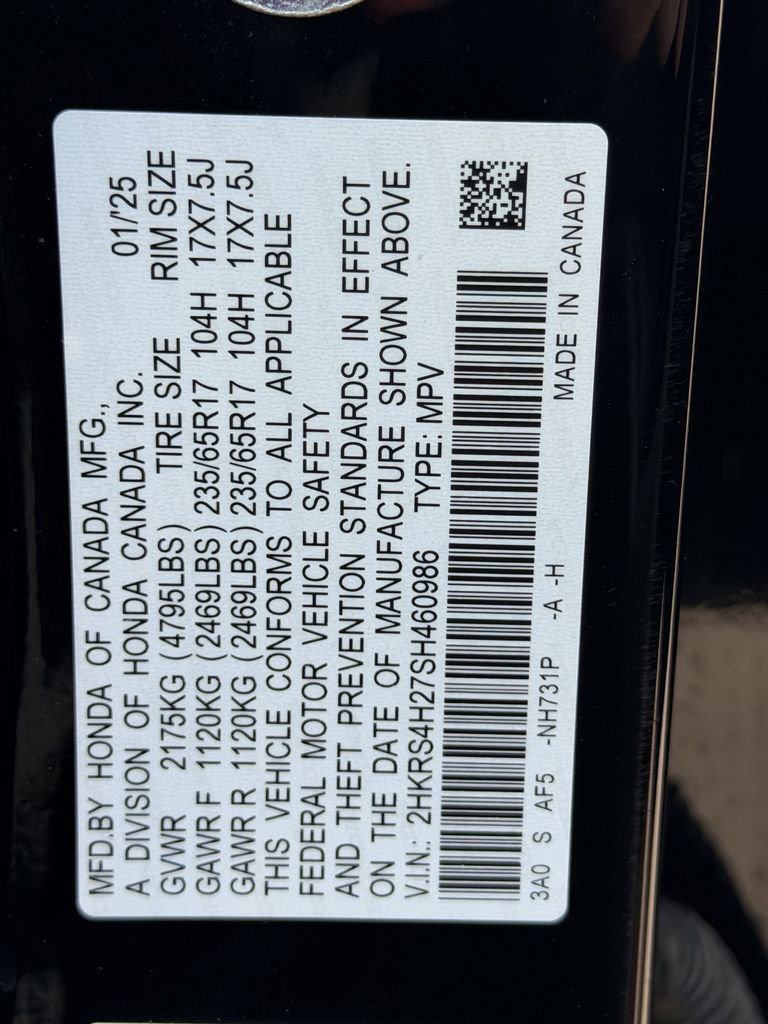 MFD.BY HONDA OF CANADA MFG.,
A DIVISION OF HONDA CANADA INC. 01/'25
GVWR 2175KG (4795LBS) TIRE SIZE RIM SIZE
GAWR F 1120KG (2469LBS) 235/65R17 104H 17X7.5J
GAWR R 1120KG (2469LBS) 235/65R17 104H 17X7.5J
THIS VEHICLE CONFORMS TO ALL APPLICABLE
FEDERAL MOTOR VEHICLE SAFETY
AND THEFT PREVENTION STANDARDS IN EFFECT
ON THE DATE OF MANUFACTURE SHOWN ABOVE.
V.I.N.: 2HKRS4H27SH460986 TYPE: MPV
3A0 S AF5 -NH731P -A -H MADE IN CANADA